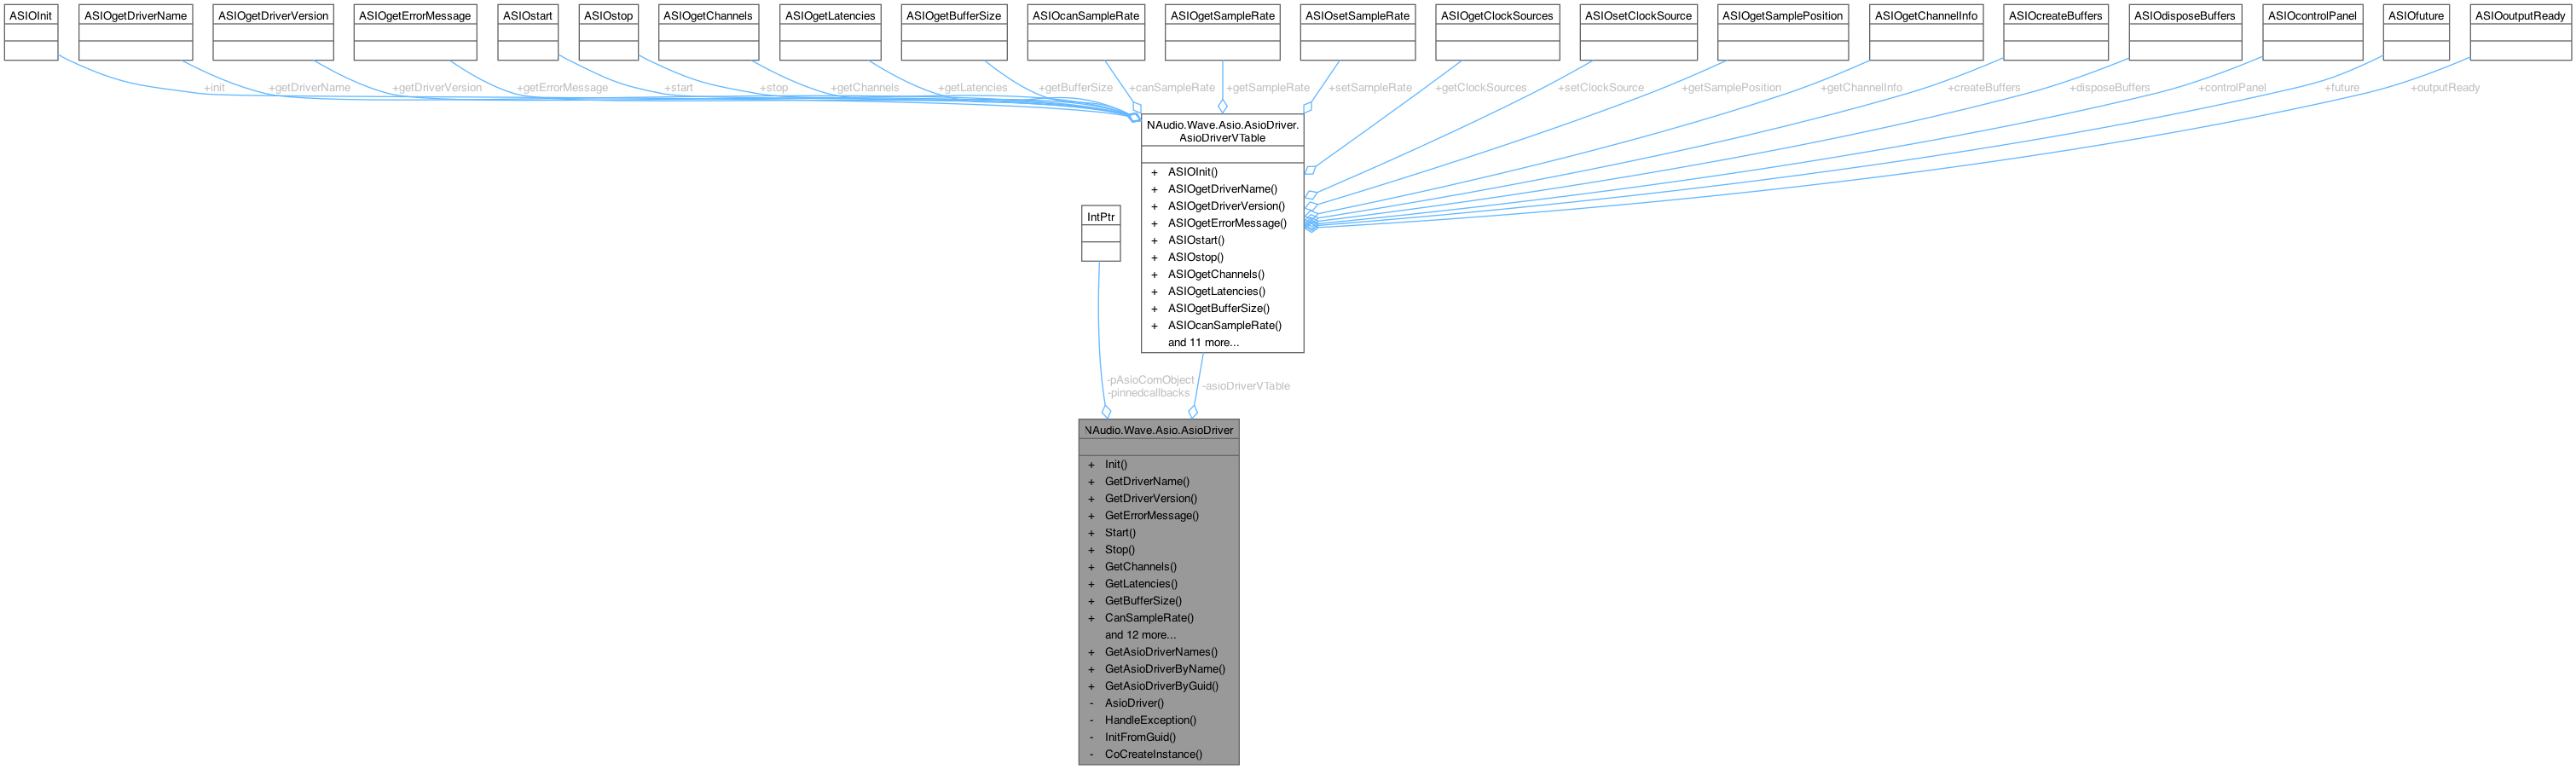 ASIOInit
ASIOgetDriverName
ASIOgetDriverVersion
ASIOgetErrorMessage
ASIOstart
ASIOstop
ASIOgetChannels
ASIOgetLatencies
ASIOgetBufferSize
ASIOcanSampleRate
ASIOgetSampleRate
ASIOsetSampleRate
ASIOgetClockSources
ASIOsetClockSource
ASIOgetSamplePosition
ASIOgetChannelInfo
ASIOcreateBuffers
ASIOdisposeBuffers
ASIOcontrolPanel
ASIOfuture
ASIOoutputReady
+init
+getDriverName
+getDriverVersion
+getErrorMessage
+start
+stop
+getChannels
+getLatencies
+getBufferSize
+canSampleRate
+getSampleRate
+setSampleRate
+getClockSources
+setClockSource
+getSamplePosition
+getChannelInfo
+createBuffers
+disposeBuffers
+controlPanel
+future
+outputReady
NAudio.Wave.Asio.AsioDriver.
AsioDriverVTable
+ ASIOInit()
+ ASIOgetDriverName()
+ ASIOgetDriverVersion()
+ ASIOgetErrorMessage()
+ ASIOstart()
+ ASIOstop()
+ ASIOgetChannels()
+ ASIOgetLatencies()
+ ASIOgetBufferSize()
+ ASIOcanSampleRate()
and 11 more...
IntPtr
-pAsioComObject
-pinnedcallbacks
-asioDriverVTable
NAudio.Wave.Asio.AsioDriver
+ Init()
+ GetDriverName()
+ GetDriverVersion()
+ GetErrorMessage()
+ Start()
+ Stop()
+ GetChannels()
+ GetLatencies()
+ GetBufferSize()
+ CanSampleRate()
and 12 more...
+ GetAsioDriverNames()
+ GetAsioDriverByName()
+ GetAsioDriverByGuid()
- AsioDriver()
- HandleException()
- InitFromGuid()
- CoCreateInstance()